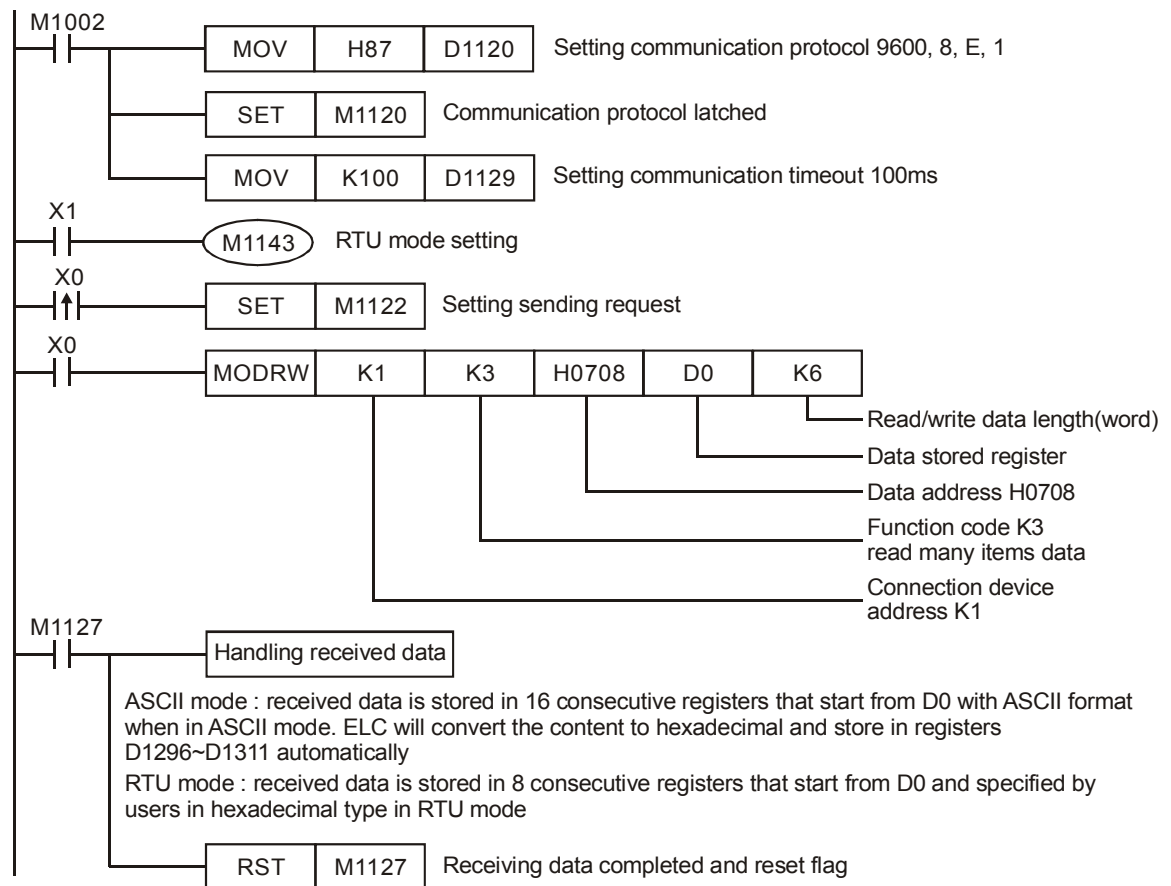 M1002
MOV H87 D1120 Setting communication protocol 9600, 8, E, 1
SET M1120 Communication protocol latched
MOV K100 D1129 Setting communication timeout 100ms
X1
M1143 RTU mode setting
X0
SET M1122 Setting sending request
X0
MODRW K1 K3 H0708 D0 K6
Read/write data length(word)
Data stored register
Data address H0708
Function code K3
read many items data
Connection device
address K1
M1127
Handling received data
ASCII mode : received data is stored in 16 consecutive registers that start from D0 with ASCII format
when in ASCII mode. ELC will convert the content to hexadecimal and store in registers
D1296~D1311 automatically
RTU mode : received data is stored in 8 consecutive registers that start from D0 and specified by
users in hexadecimal type in RTU mode
RST M1127 Receiving data completed and reset flag